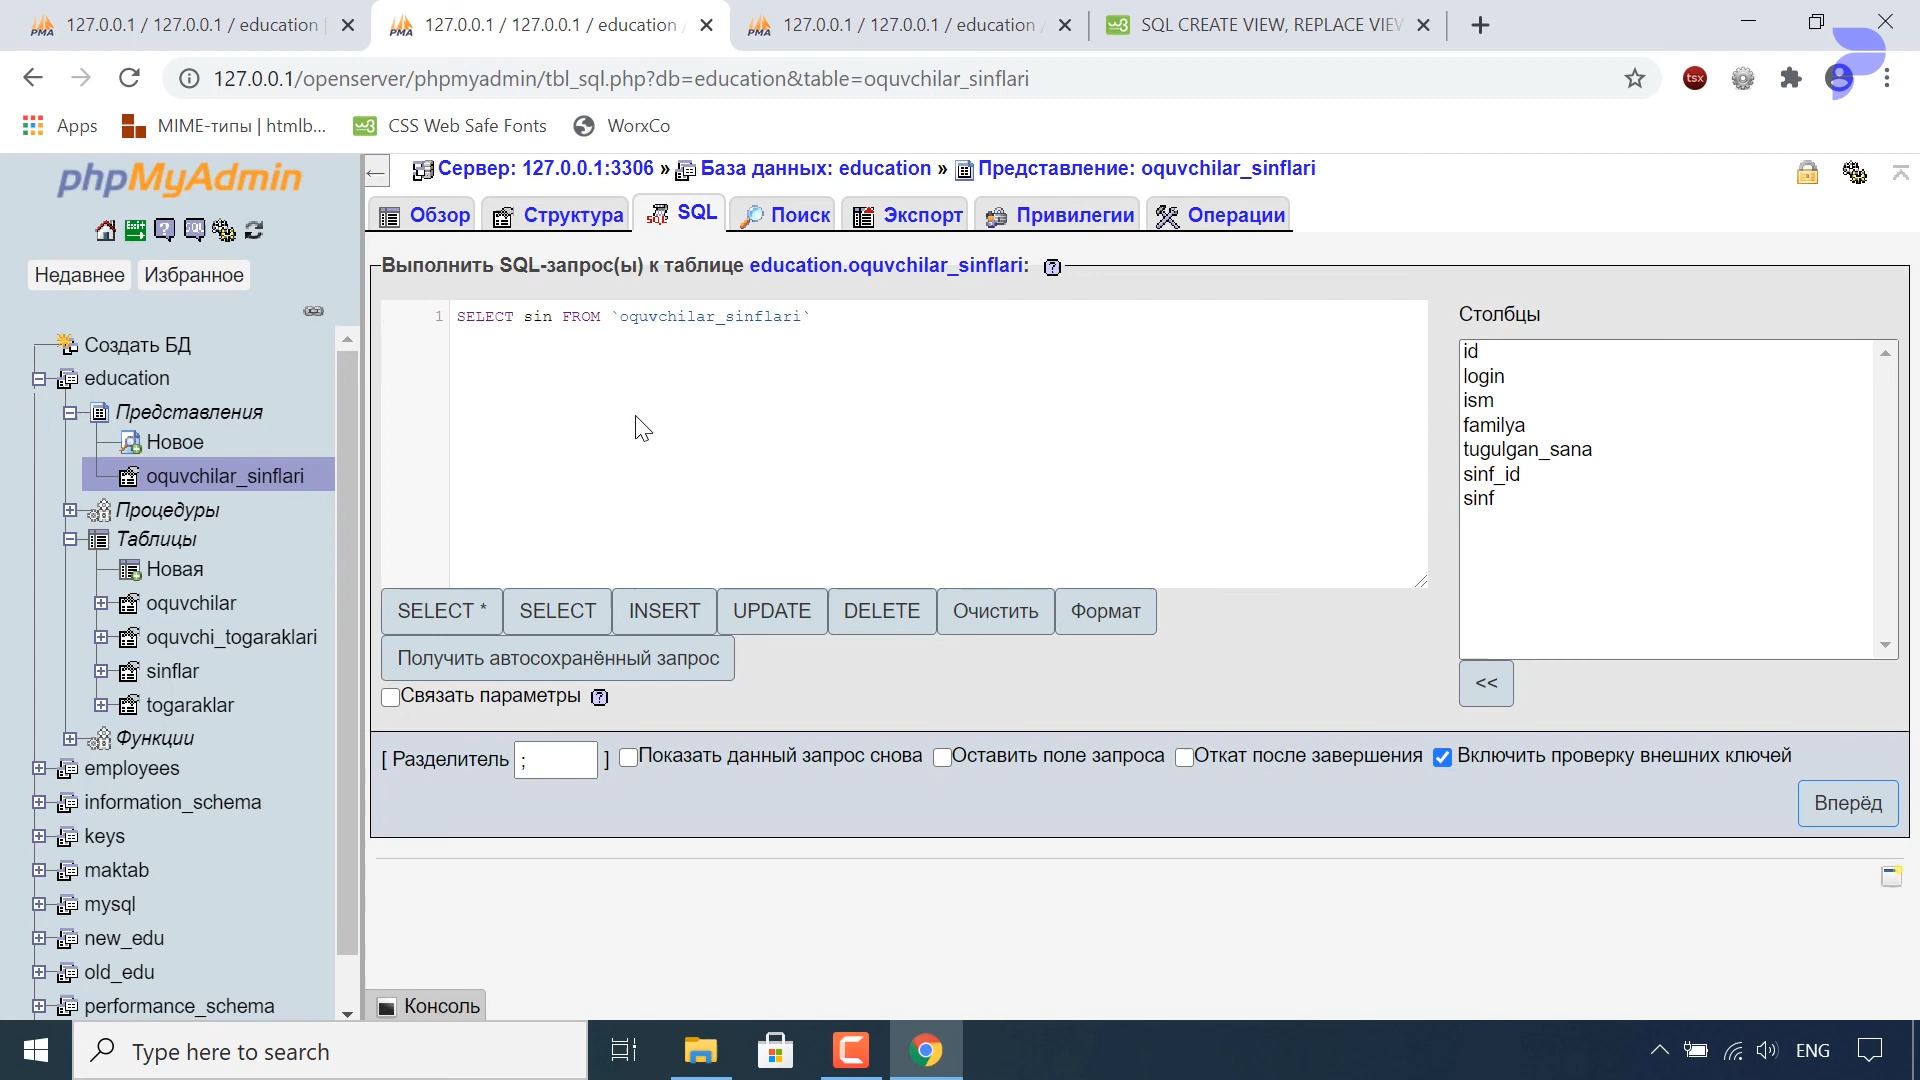 127.0.0.1 / 127.0.0.1 / education
127.0.0.1 / 127.0.0.1 / education
127.0.0.1 / 127.0.0.1 / education
SQL CREATE VIEW, REPLACE VIEW
127.0.0.1/openserver/phpmyadmin/tbl_sql.php?db=education&table=oquvchilar_sinflari
tsx
Apps
MIME-типы | htmlb...
CSS Web Safe Fonts
WorxCo
phpMyAdmin
Недавнее
Избранное
Создать БД
education
Представления
Новое
oquvchilar_sinflari
Процедуры
Таблицы
Новая
oquvchilar
oquvchi_togaraklari
sinflar
togaraklar
Функции
employees
information_schema
keys
maktab
mysql
new_edu
old_edu
performance_schema
Сервер: 127.0.0.1:3306 » База данных: education » Представление: oquvchilar_sinflari
Обзор
Структура
SQL
Поиск
Экспорт
Привилегии
Операции
Выполнить SQL-запрос(ы) к таблице education.oquvchilar_sinflari:
1 SELECT sin FROM `oquvchilar_sinflari`
Столбцы
id
login
ism
familya
tugulgan_sana
sinf_id
sinf
<<
SELECT *
SELECT
INSERT
UPDATE
DELETE
Очистить
Формат
Получить автосохранённый запрос
Связать параметры
[ Разделитель ; ] Показать данный запрос снова Оставить поле запроса Откат после завершения Включить проверку внешних ключей
Вперёд
Консоль
Type here to search
ENG